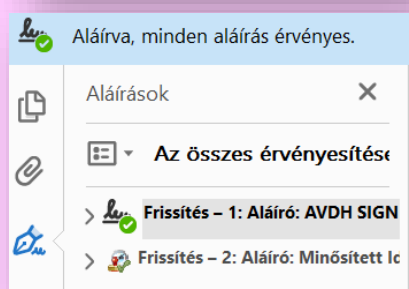 Aláírva, minden aláírás érvényes.
Aláírások
Az összes érvényesítése
Frissítés – 1: Aláíró: AVDH SIGN
Frissítés – 2: Aláíró: Minősített Id